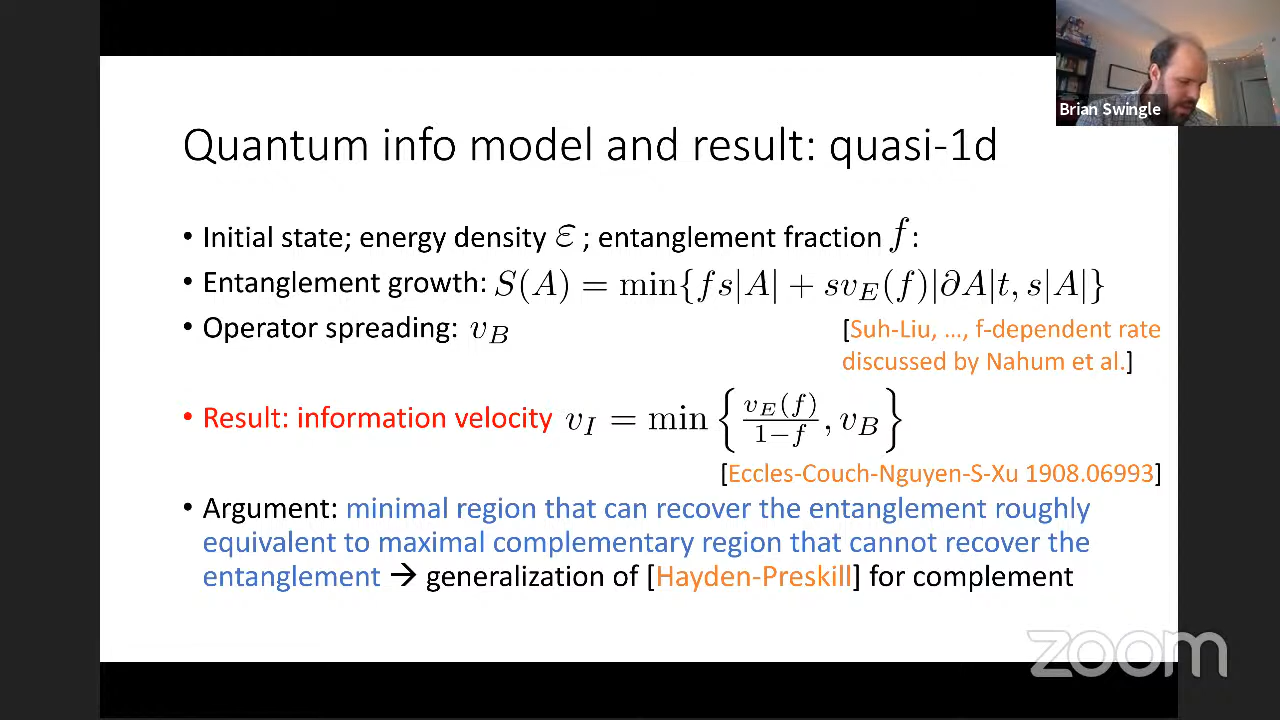 Brian Swingle
Quantum info model and result: quasi-1d
• Initial state; energy density ε ; entanglement fraction f:
• Entanglement growth: S(A) = min{fs|A| + sv_E(f)|∂A|t, s|A|}
• Operator spreading: v_B
[Suh-Liu, …, f-dependent rate
discussed by Nahum et al.]
• Result: information velocity v_I = min { v_E(f)/1−f , v_B }
[Eccles-Couch-Nguyen-S-Xu 1908.06993]
• Argument: minimal region that can recover the entanglement roughly
equivalent to maximal complementary region that cannot recover the
entanglement → generalization of [Hayden-Preskill] for complement
zoom